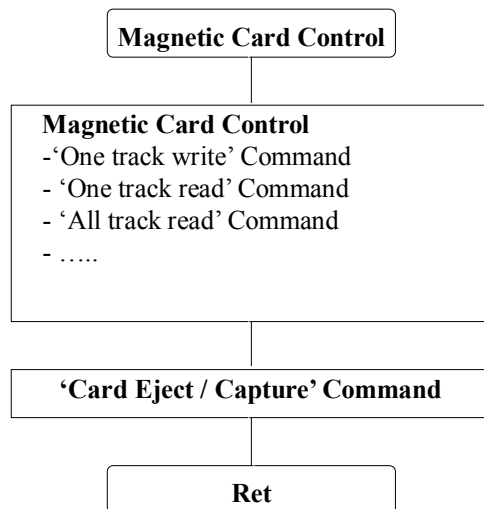 Magnetic Card Control
Magnetic Card Control
-‘One track write’ Command
- ‘One track read’ Command
- ‘All track read’ Command
- …..
‘Card Eject / Capture’ Command
Ret